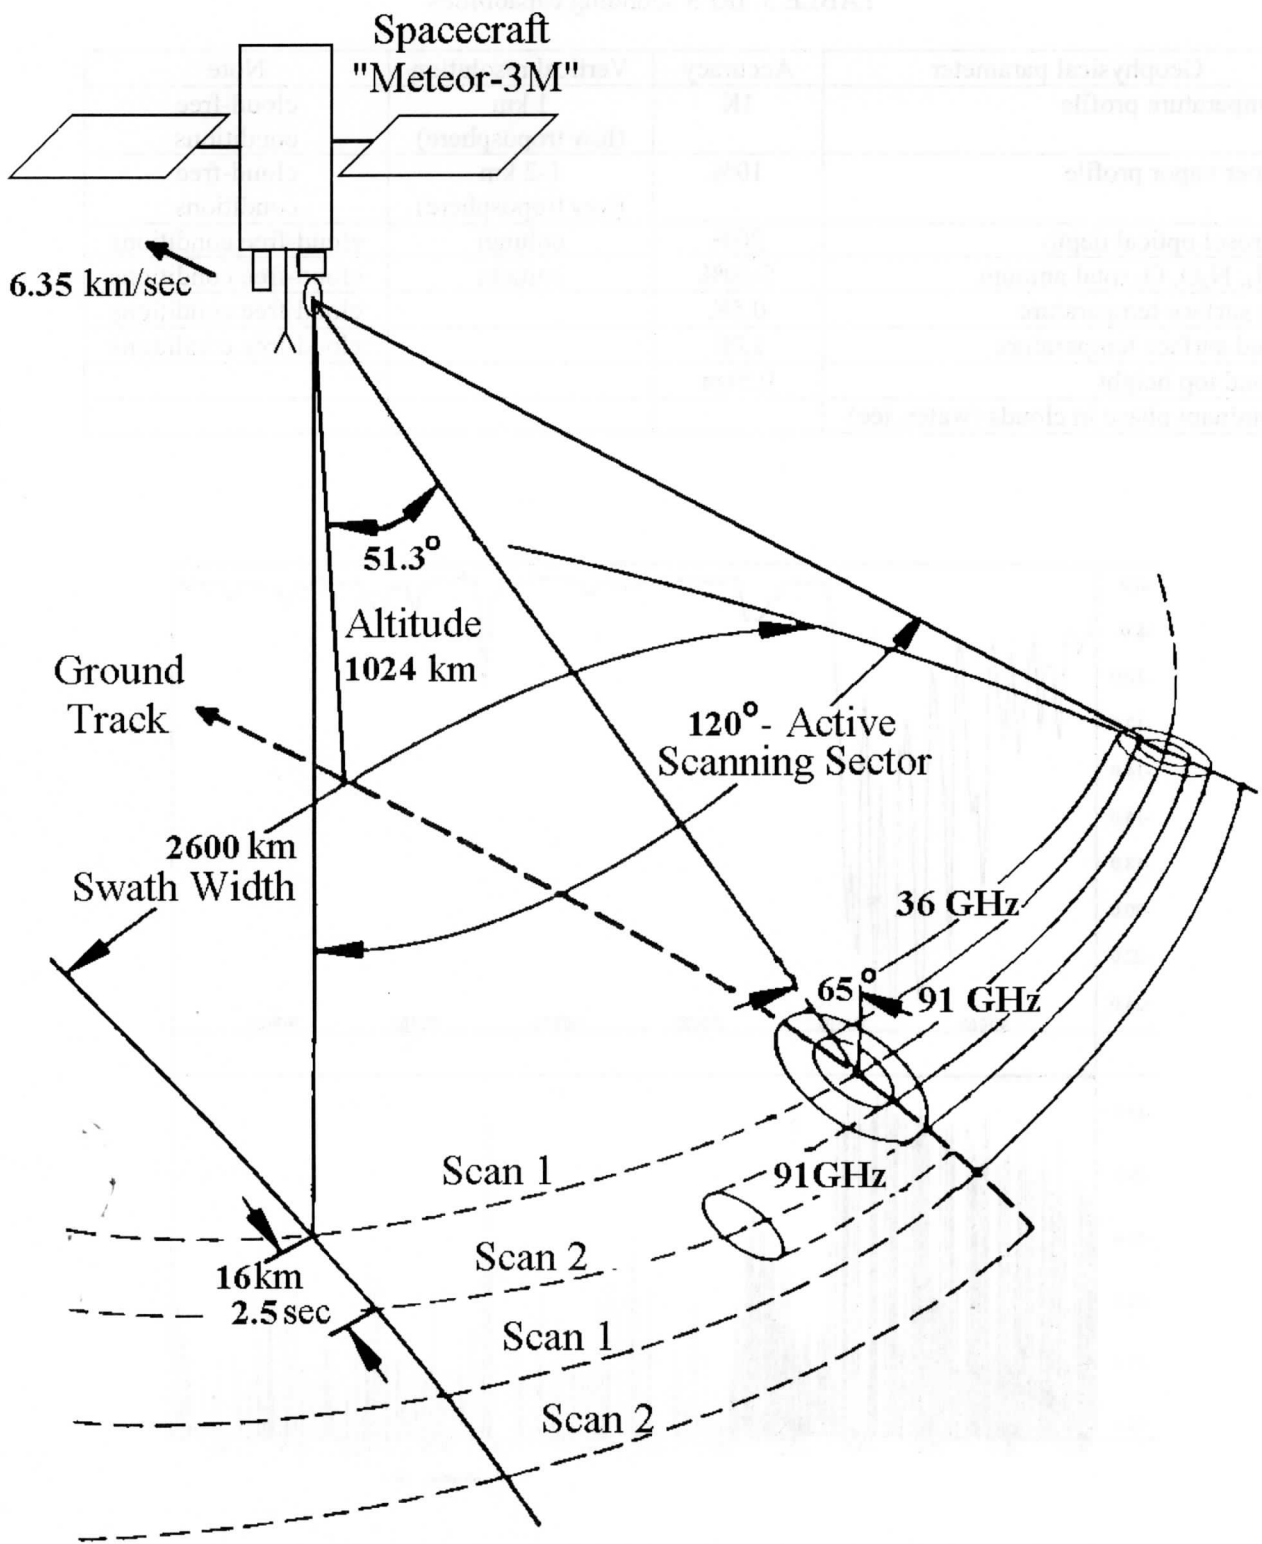 Spacecraft
"Meteor-3M"
6.35 km/sec
51.3°
Altitude
1024 km
Ground
Track
120° - Active
Scanning Sector
2600 km
Swath Width
36 GHz
65°
91 GHz
91GHz
Scan 1
Scan 2
16km
2.5 sec
Scan 1
Scan 2